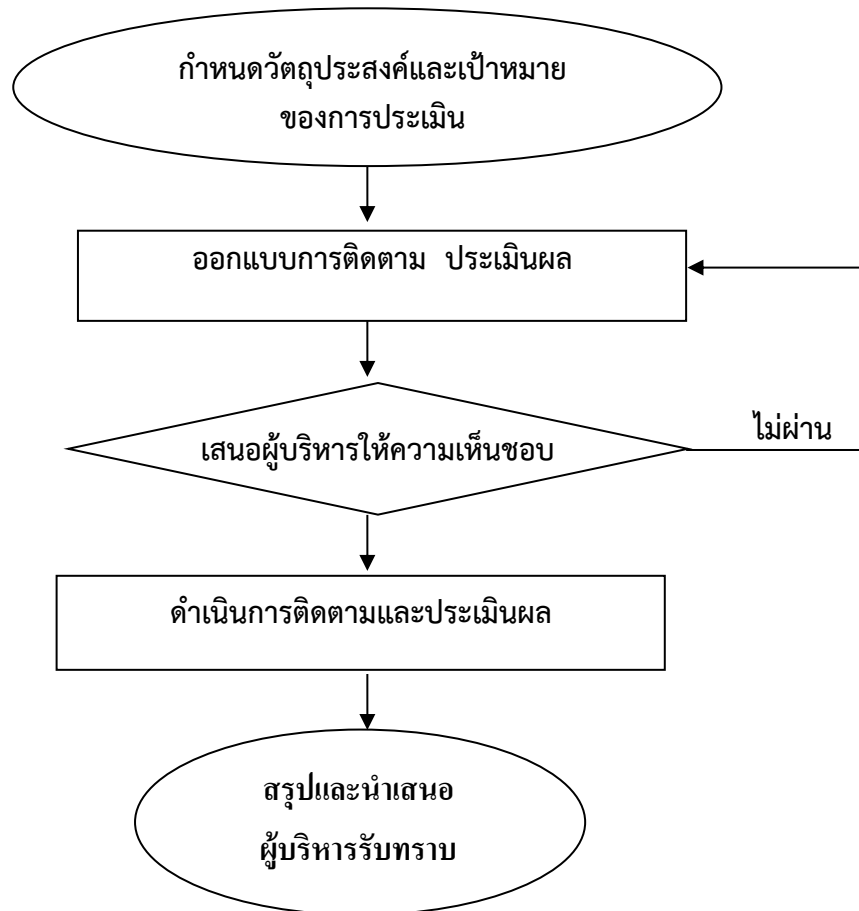 กำหนดวัตถุประสงค์และเป้าหมาย
ของการประเมิน
ออกแบบการติดตาม ประเมินผล
เสนอผู้บริหารให้ความเห็นชอบ
ไม่ผ่าน
ดำเนินการติดตามและประเมินผล
สรุปและนำเสนอ
ผู้บริหารรับทราบ